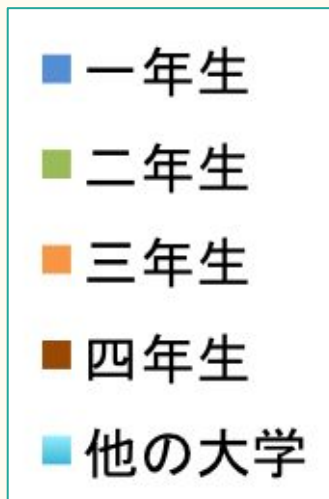 一年生
二年生
三年生
四年生
他の大学